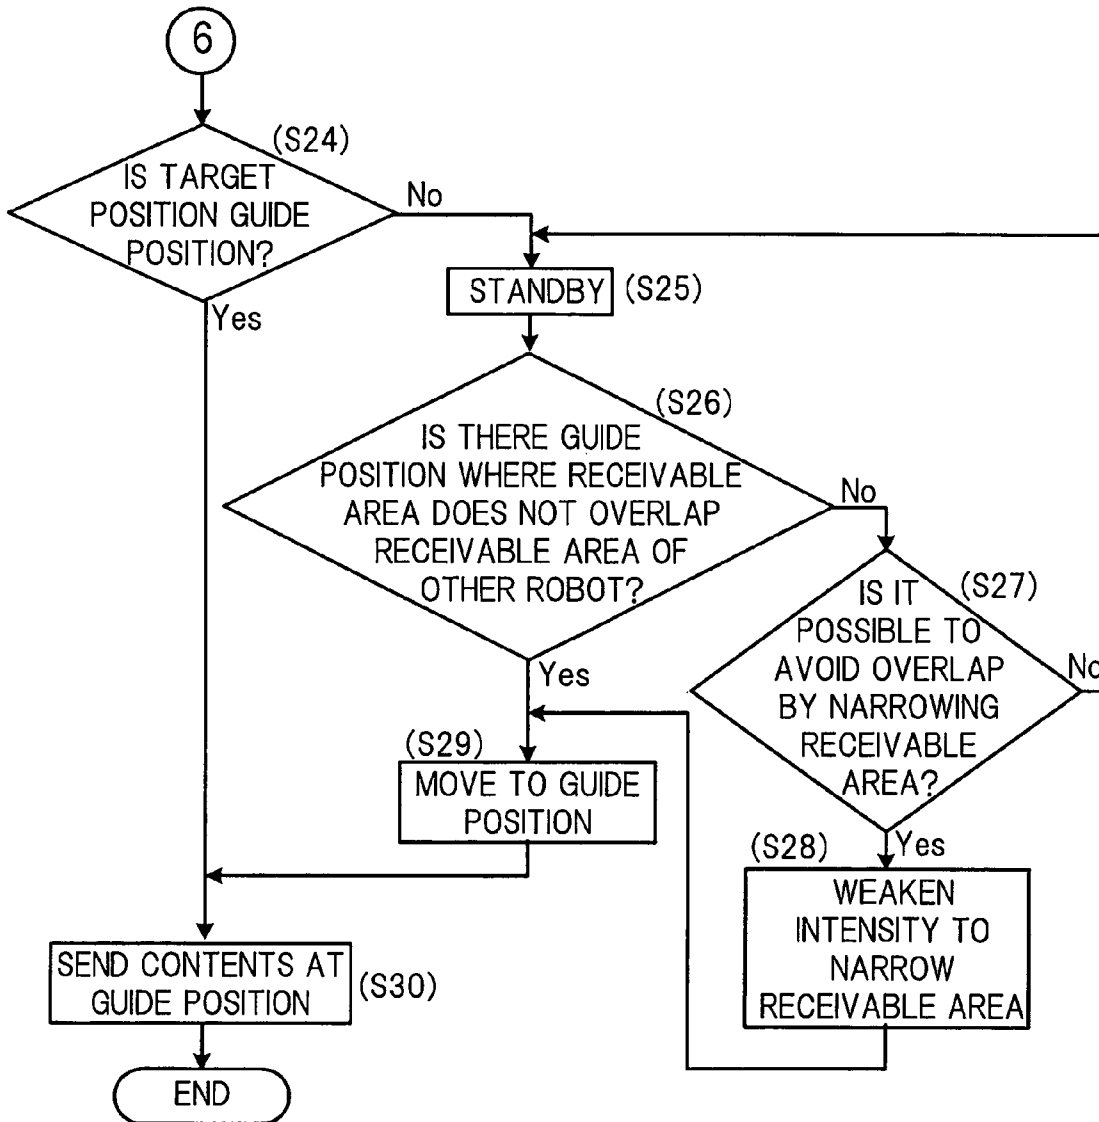 6
(S24)
IS TARGET
POSITION GUIDE
POSITION?
No
Yes
STANDBY
(S25)
(S26)
IS THERE GUIDE
POSITION WHERE RECEIVABLE
AREA DOES NOT OVERLAP
RECEIVABLE AREA OF
OTHER ROBOT?
No
Yes
(S27)
IS IT
POSSIBLE TO
AVOID OVERLAP
BY NARROWING
RECEIVABLE
AREA?
No
Yes
(S28)
WEAKEN
INTENSITY TO
NARROW
RECEIVABLE AREA
(S29)
MOVE TO GUIDE
POSITION
SEND CONTENTS AT
GUIDE POSITION
(S30)
END